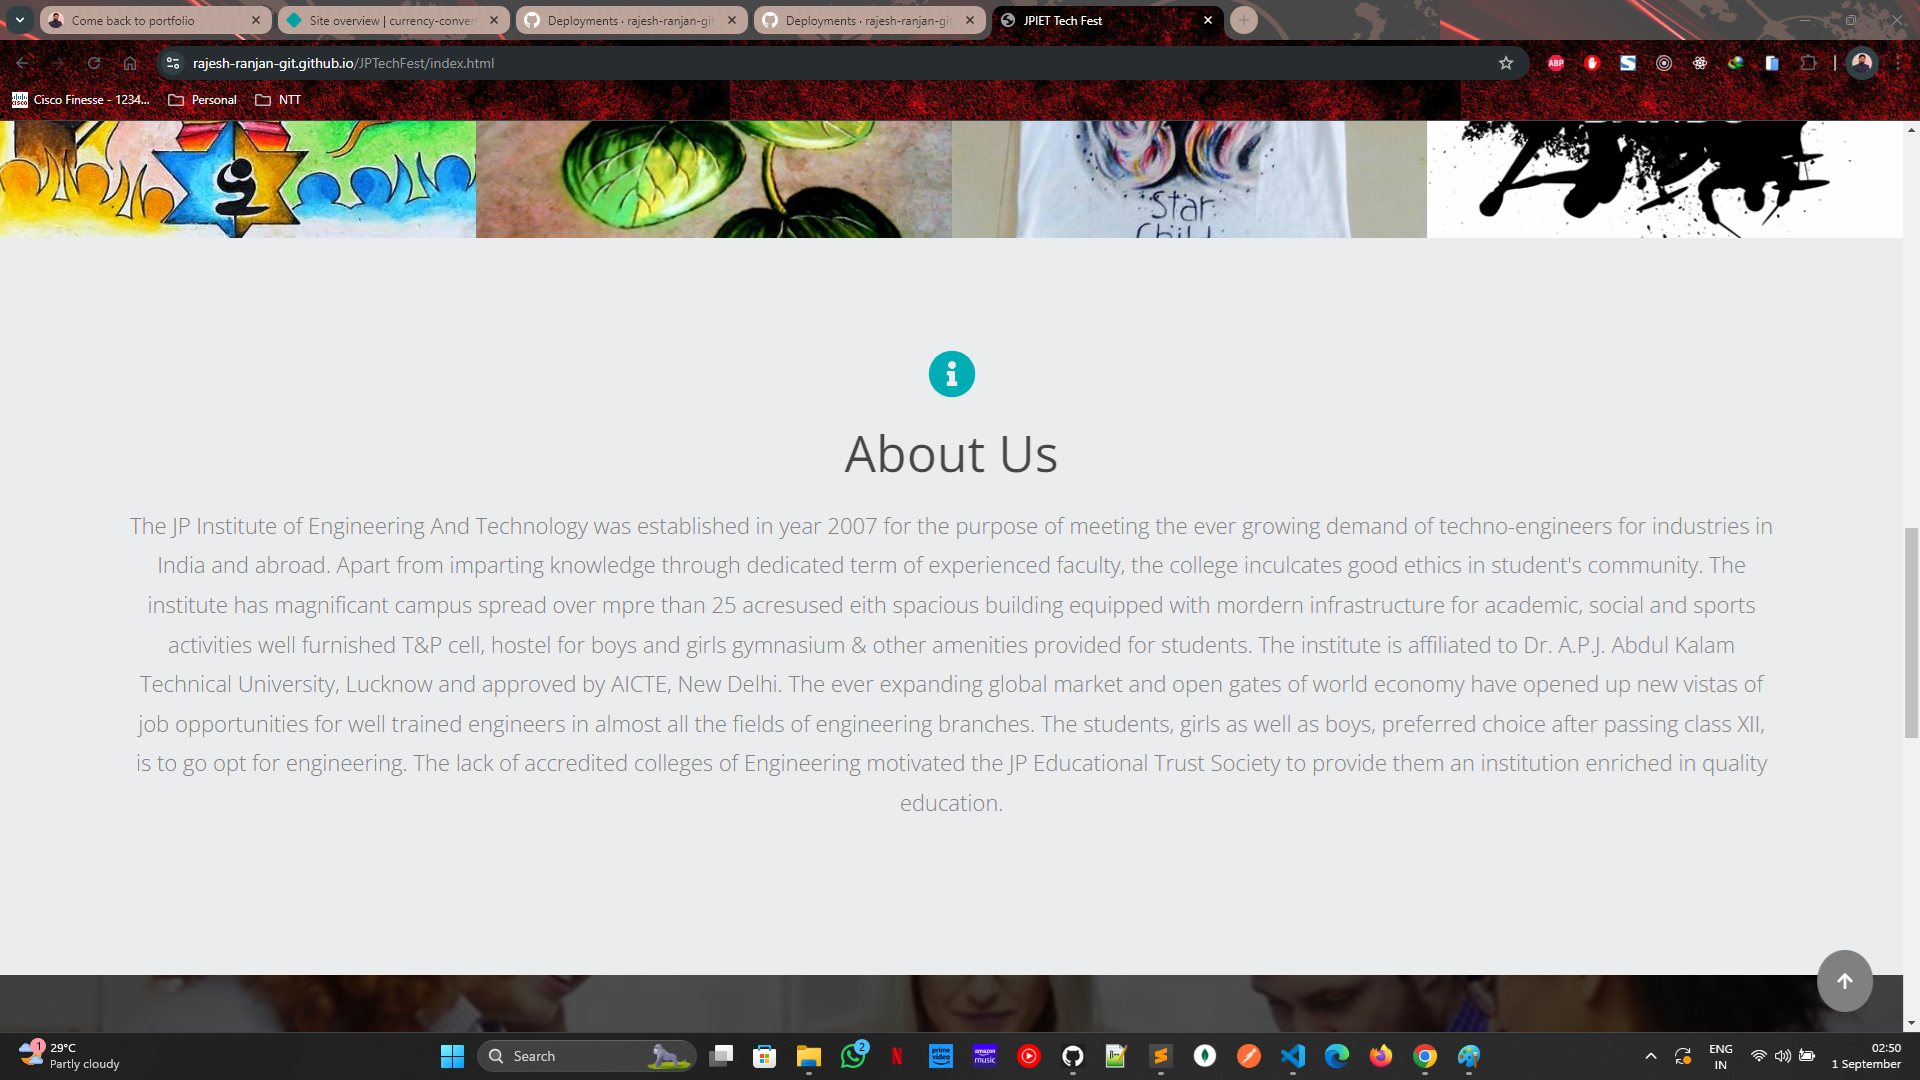 Come back to portfolio
Site overview | currency-conver
Deployments · rajesh-ranjan-git
Deployments · rajesh-ranjan-git
JPIET Tech Fest
rajesh-ranjan-git.github.io/JPTechFest/index.html
ABP
Cisco Finesse - 1234...
Personal
NTT
Star
Child
About Us
The JP Institute of Engineering And Technology was established in year 2007 for the purpose of meeting the ever growing demand of techno-engineers for industries in
India and abroad. Apart from imparting knowledge through dedicated term of experienced faculty, the college inculcates good ethics in student's community. The
institute has magnificant campus spread over mpre than 25 acresused eith spacious building equipped with mordern infrastructure for academic, social and sports
activities well furnished T&P cell, hostel for boys and girls gymnasium & other amenities provided for students. The institute is affiliated to Dr. A.P.J. Abdul Kalam
Technical University, Lucknow and approved by AICTE, New Delhi. The ever expanding global market and open gates of world economy have opened up new vistas of
job opportunities for well trained engineers in almost all the fields of engineering branches. The students, girls as well as boys, preferred choice after passing class XII,
is to go opt for engineering. The lack of accredited colleges of Engineering motivated the JP Educational Trust Society to provide them an institution enriched in quality
education.
1
29°C
Partly cloudy
Search
2
prime video
amazon music
ENG
IN
02:50
1 September